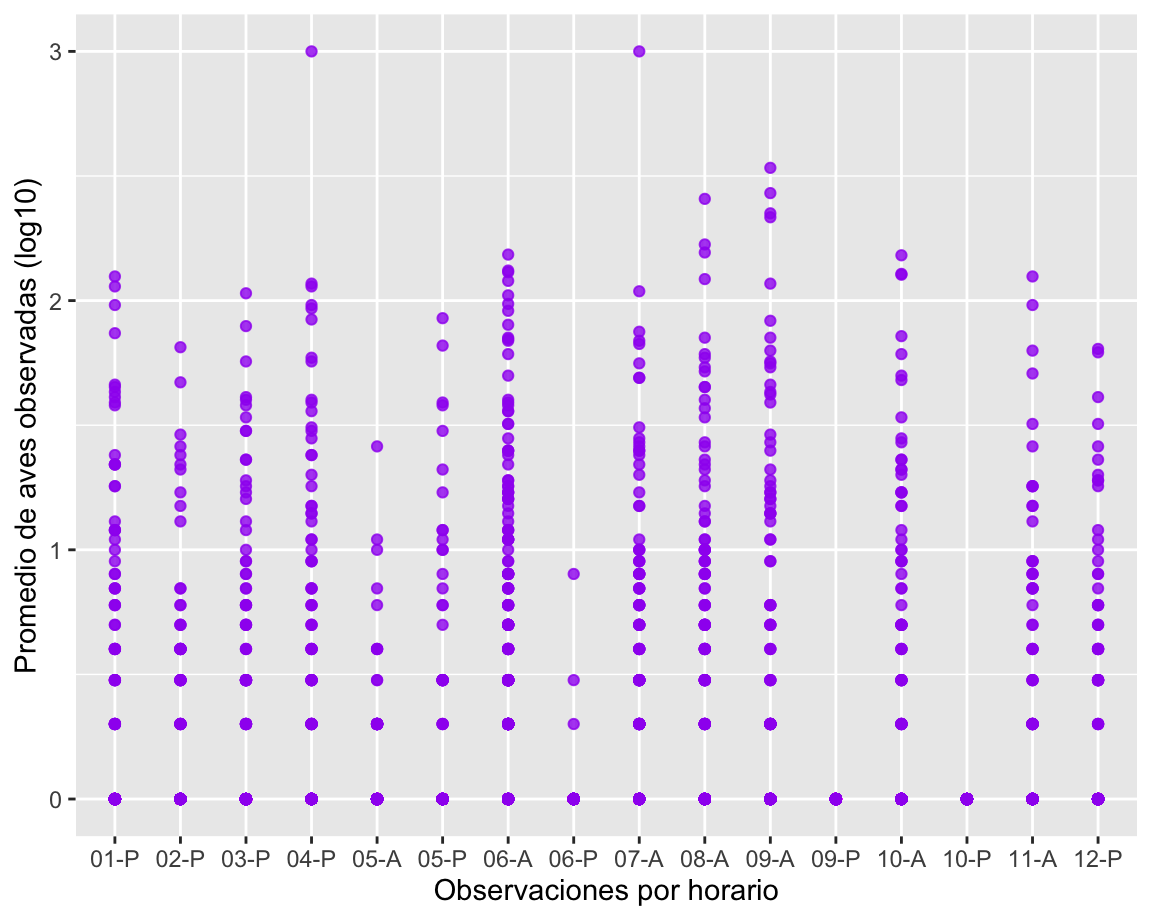 Promedio de aves observadas (log10)
3
2
1
0
01-P 02-P 03-P 04-P 05-A 05-P 06-A 06-P 07-A 08-A 09-A 09-P 10-A 10-P 11-A 12-P
Observaciones por horario